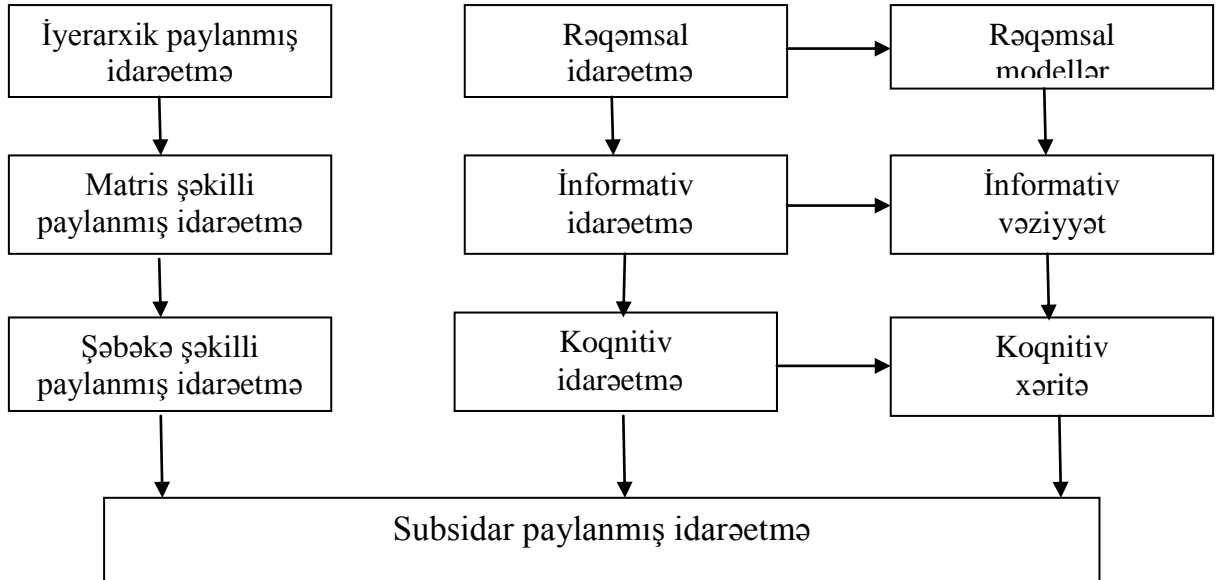 İyerarxik paylanmış
idarəetmə
Rəqəmsal
idarəetmə
Rəqəmsal
modellər
Matris şəkilli
paylanmış idarəetmə
İnformativ
idarəetmə
İnformativ
vəziyyət
Şəbəkə şəkilli
paylanmış idarəetmə
Koqnitiv
idarəetmə
Koqnitiv
xəritə
Subsidar paylanmış idarəetmə